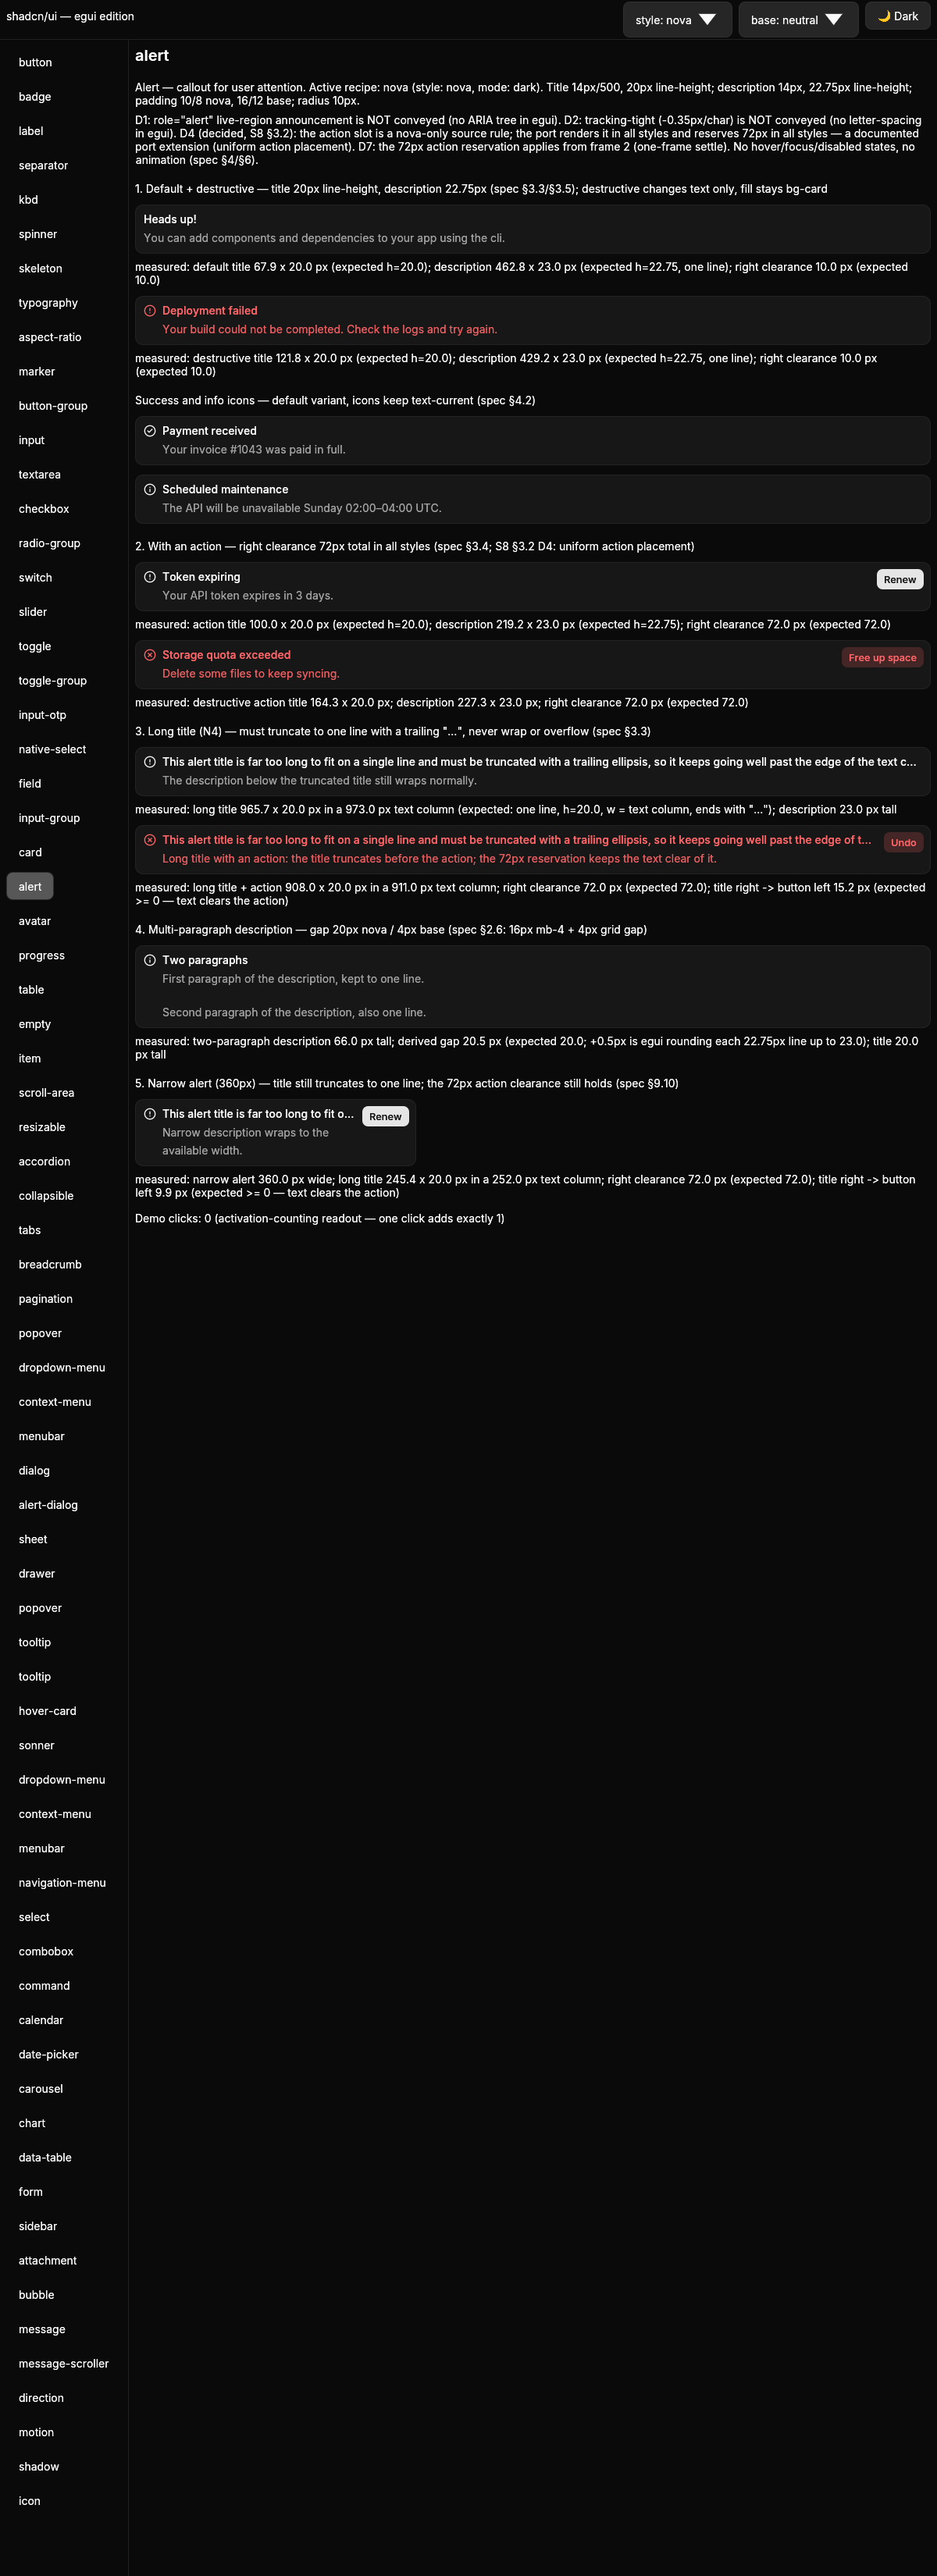 shadcn/ui — egui edition
style: nova
base: neutral
🌙 Dark
button
badge
label
separator
kbd
spinner
skeleton
typography
aspect-ratio
marker
button-group
input
textarea
checkbox
radio-group
switch
slider
toggle
toggle-group
input-otp
native-select
field
input-group
card
alert
avatar
progress
table
empty
item
scroll-area
resizable
accordion
collapsible
tabs
breadcrumb
pagination
popover
dropdown-menu
context-menu
menubar
dialog
alert-dialog
sheet
drawer
popover
tooltip
tooltip
hover-card
sonner
dropdown-menu
context-menu
menubar
navigation-menu
select
combobox
command
calendar
date-picker
carousel
chart
data-table
form
sidebar
attachment
bubble
message
message-scroller
direction
motion
shadow
icon
alert
Alert — callout for user attention. Active recipe: nova (style: nova, mode: dark). Title 14px/500, 20px line-height; description 14px, 22.75px line-height;
padding 10/8 nova, 16/12 base; radius 10px.
D1: role="alert" live-region announcement is NOT conveyed (no ARIA tree in egui). D2: tracking-tight (-0.35px/char) is NOT conveyed (no letter-spacing
in egui). D4 (decided, S8 §3.2): the action slot is a nova-only source rule; the port renders it in all styles and reserves 72px in all styles — a documented
port extension (uniform action placement). D7: the 72px action reservation applies from frame 2 (one-frame settle). No hover/focus/disabled states, no
animation (spec §4/§6).
1. Default + destructive — title 20px line-height, description 22.75px (spec §3.3/§3.5); destructive changes text only, fill stays bg-card
Heads up!
You can add components and dependencies to your app using the cli.
measured: default title 67.9 x 20.0 px (expected h=20.0); description 462.8 x 23.0 px (expected h=22.75, one line); right clearance 10.0 px (expected
10.0)
Deployment failed
Your build could not be completed. Check the logs and try again.
measured: destructive title 121.8 x 20.0 px (expected h=20.0); description 429.2 x 23.0 px (expected h=22.75, one line); right clearance 10.0 px
(expected 10.0)
Success and info icons — default variant, icons keep text-current (spec §4.2)
Payment received
Your invoice #1043 was paid in full.
Scheduled maintenance
The API will be unavailable Sunday 02:00–04:00 UTC.
2. With an action — right clearance 72px total in all styles (spec §3.4; S8 §3.2 D4: uniform action placement)
Token expiring
Renew
Your API token expires in 3 days.
measured: action title 100.0 x 20.0 px (expected h=20.0); description 219.2 x 23.0 px (expected h=22.75); right clearance 72.0 px (expected 72.0)
Storage quota exceeded
Free up space
Delete some files to keep syncing.
measured: destructive action title 164.3 x 20.0 px; description 227.3 x 23.0 px; right clearance 72.0 px (expected 72.0)
3. Long title (N4) — must truncate to one line with a trailing "…", never wrap or overflow (spec §3.3)
This alert title is far too long to fit on a single line and must be truncated with a trailing ellipsis, so it keeps going well past the edge of the text c…
The description below the truncated title still wraps normally.
measured: long title 965.7 x 20.0 px in a 973.0 px text column (expected: one line, h=20.0, w = text column, ends with "…"); description 23.0 px tall
This alert title is far too long to fit on a single line and must be truncated with a trailing ellipsis, so it keeps going well past the edge of t…
Undo
Long title with an action: the title truncates before the action; the 72px reservation keeps the text clear of it.
measured: long title + action 908.0 x 20.0 px in a 911.0 px text column; right clearance 72.0 px (expected 72.0); title right -> button left 15.2 px (expected
>= 0 — text clears the action)
4. Multi-paragraph description — gap 20px nova / 4px base (spec §2.6: 16px mb-4 + 4px grid gap)
Two paragraphs
First paragraph of the description, kept to one line.
Second paragraph of the description, also one line.
measured: two-paragraph description 66.0 px tall; derived gap 20.5 px (expected 20.0; +0.5px is egui rounding each 22.75px line up to 23.0); title 20.0
px tall
5. Narrow alert (360px) — title still truncates to one line; the 72px action clearance still holds (spec §9.10)
This alert title is far too long to fit o…
Renew
Narrow description wraps to the
available width.
measured: narrow alert 360.0 px wide; long title 245.4 x 20.0 px in a 252.0 px text column; right clearance 72.0 px (expected 72.0); title right -> button
left 9.9 px (expected >= 0 — text clears the action)
Demo clicks: 0 (activation-counting readout — one click adds exactly 1)